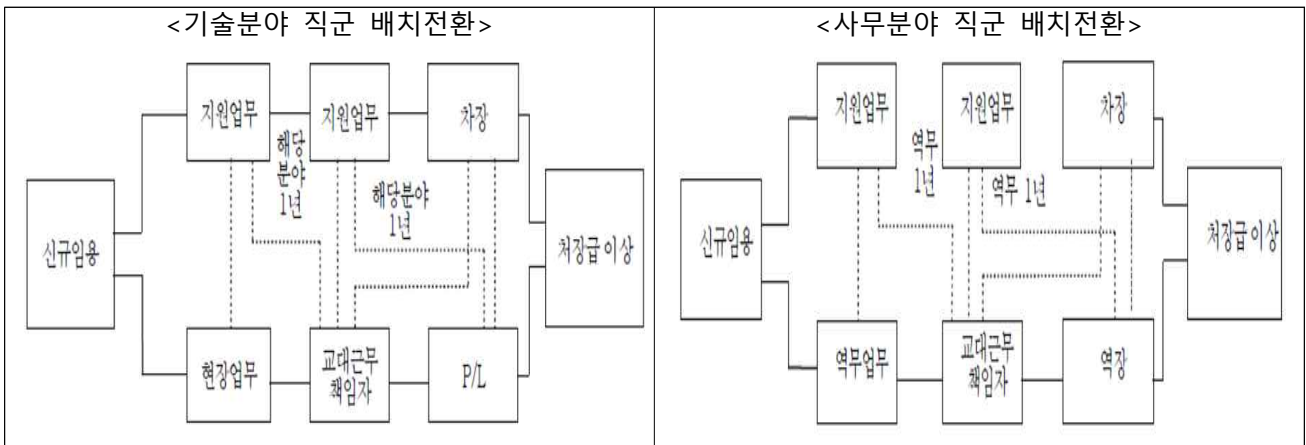 <기술분야 직군 배치전환>
신규임용
지원업무
지원업무
차장
해당
분야
1년
해당분야
1년
처장급 이상
현장업무
교대근무
책임자
P/L
<사무분야 직군 배치전환>
신규임용
지원업무
지원업무
차장
역무
1년
역무 1년
처장급 이상
역무업무
교대근무
책임자
역장